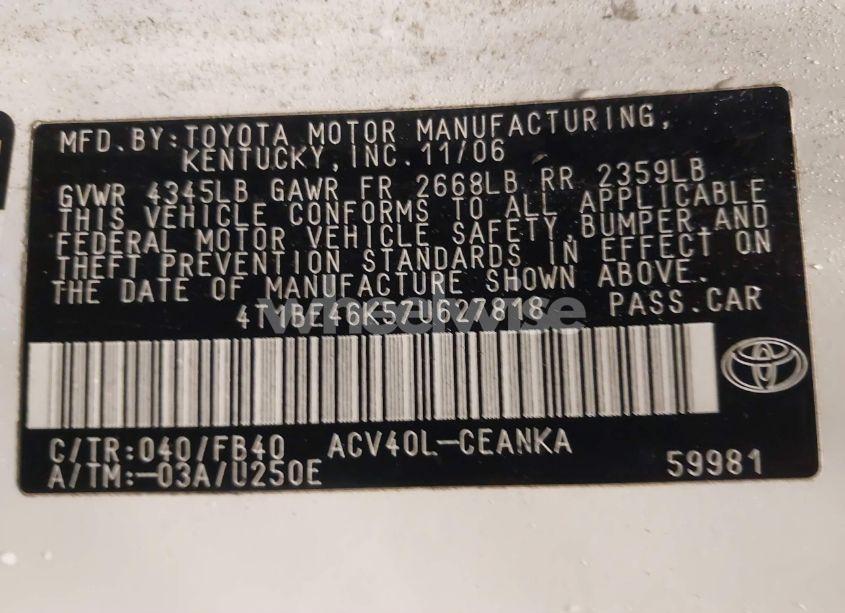 MFD. BY: TOYOTA MOTOR MANUFACTURING,
KENTUCKY, INC. 11/06
GVWR 4345LB GAWR FR 2668LB RR 2359LB
THIS VEHICLE CONFORMS TO ALL APPLICABLE
FEDERAL MOTOR VEHICLE SAFETY, BUMPER, AND
THEFT PREVENTION STANDARDS IN EFFECT ON
THE DATE OF MANUFACTURE SHOWN ABOVE.
4T1BE46K57U627818 PASS. CAR
wheelwise
C/TR: 040/FB40 ACV40L-CEANKA
A/TM: -03A/U250E 59981